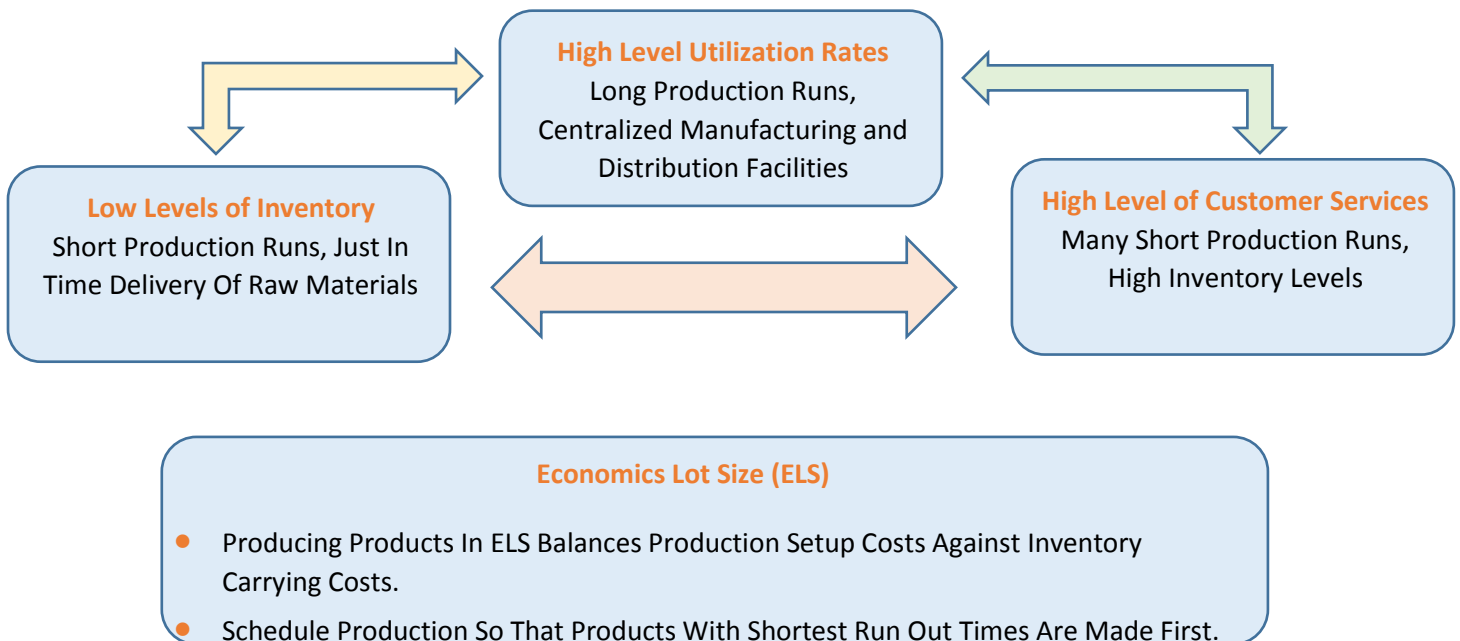 High Level Utilization Rates
Long Production Runs,
Centralized Manufacturing and
Distribution Facilities
Low Levels of Inventory
Short Production Runs, Just In
Time Delivery Of Raw Materials
High Level of Customer Services
Many Short Production Runs,
High Inventory Levels
Economics Lot Size (ELS)
Producing Products In ELS Balances Production Setup Costs Against Inventory
Carrying Costs.
Schedule Production So That Products With Shortest Run Out Times Are Made First.